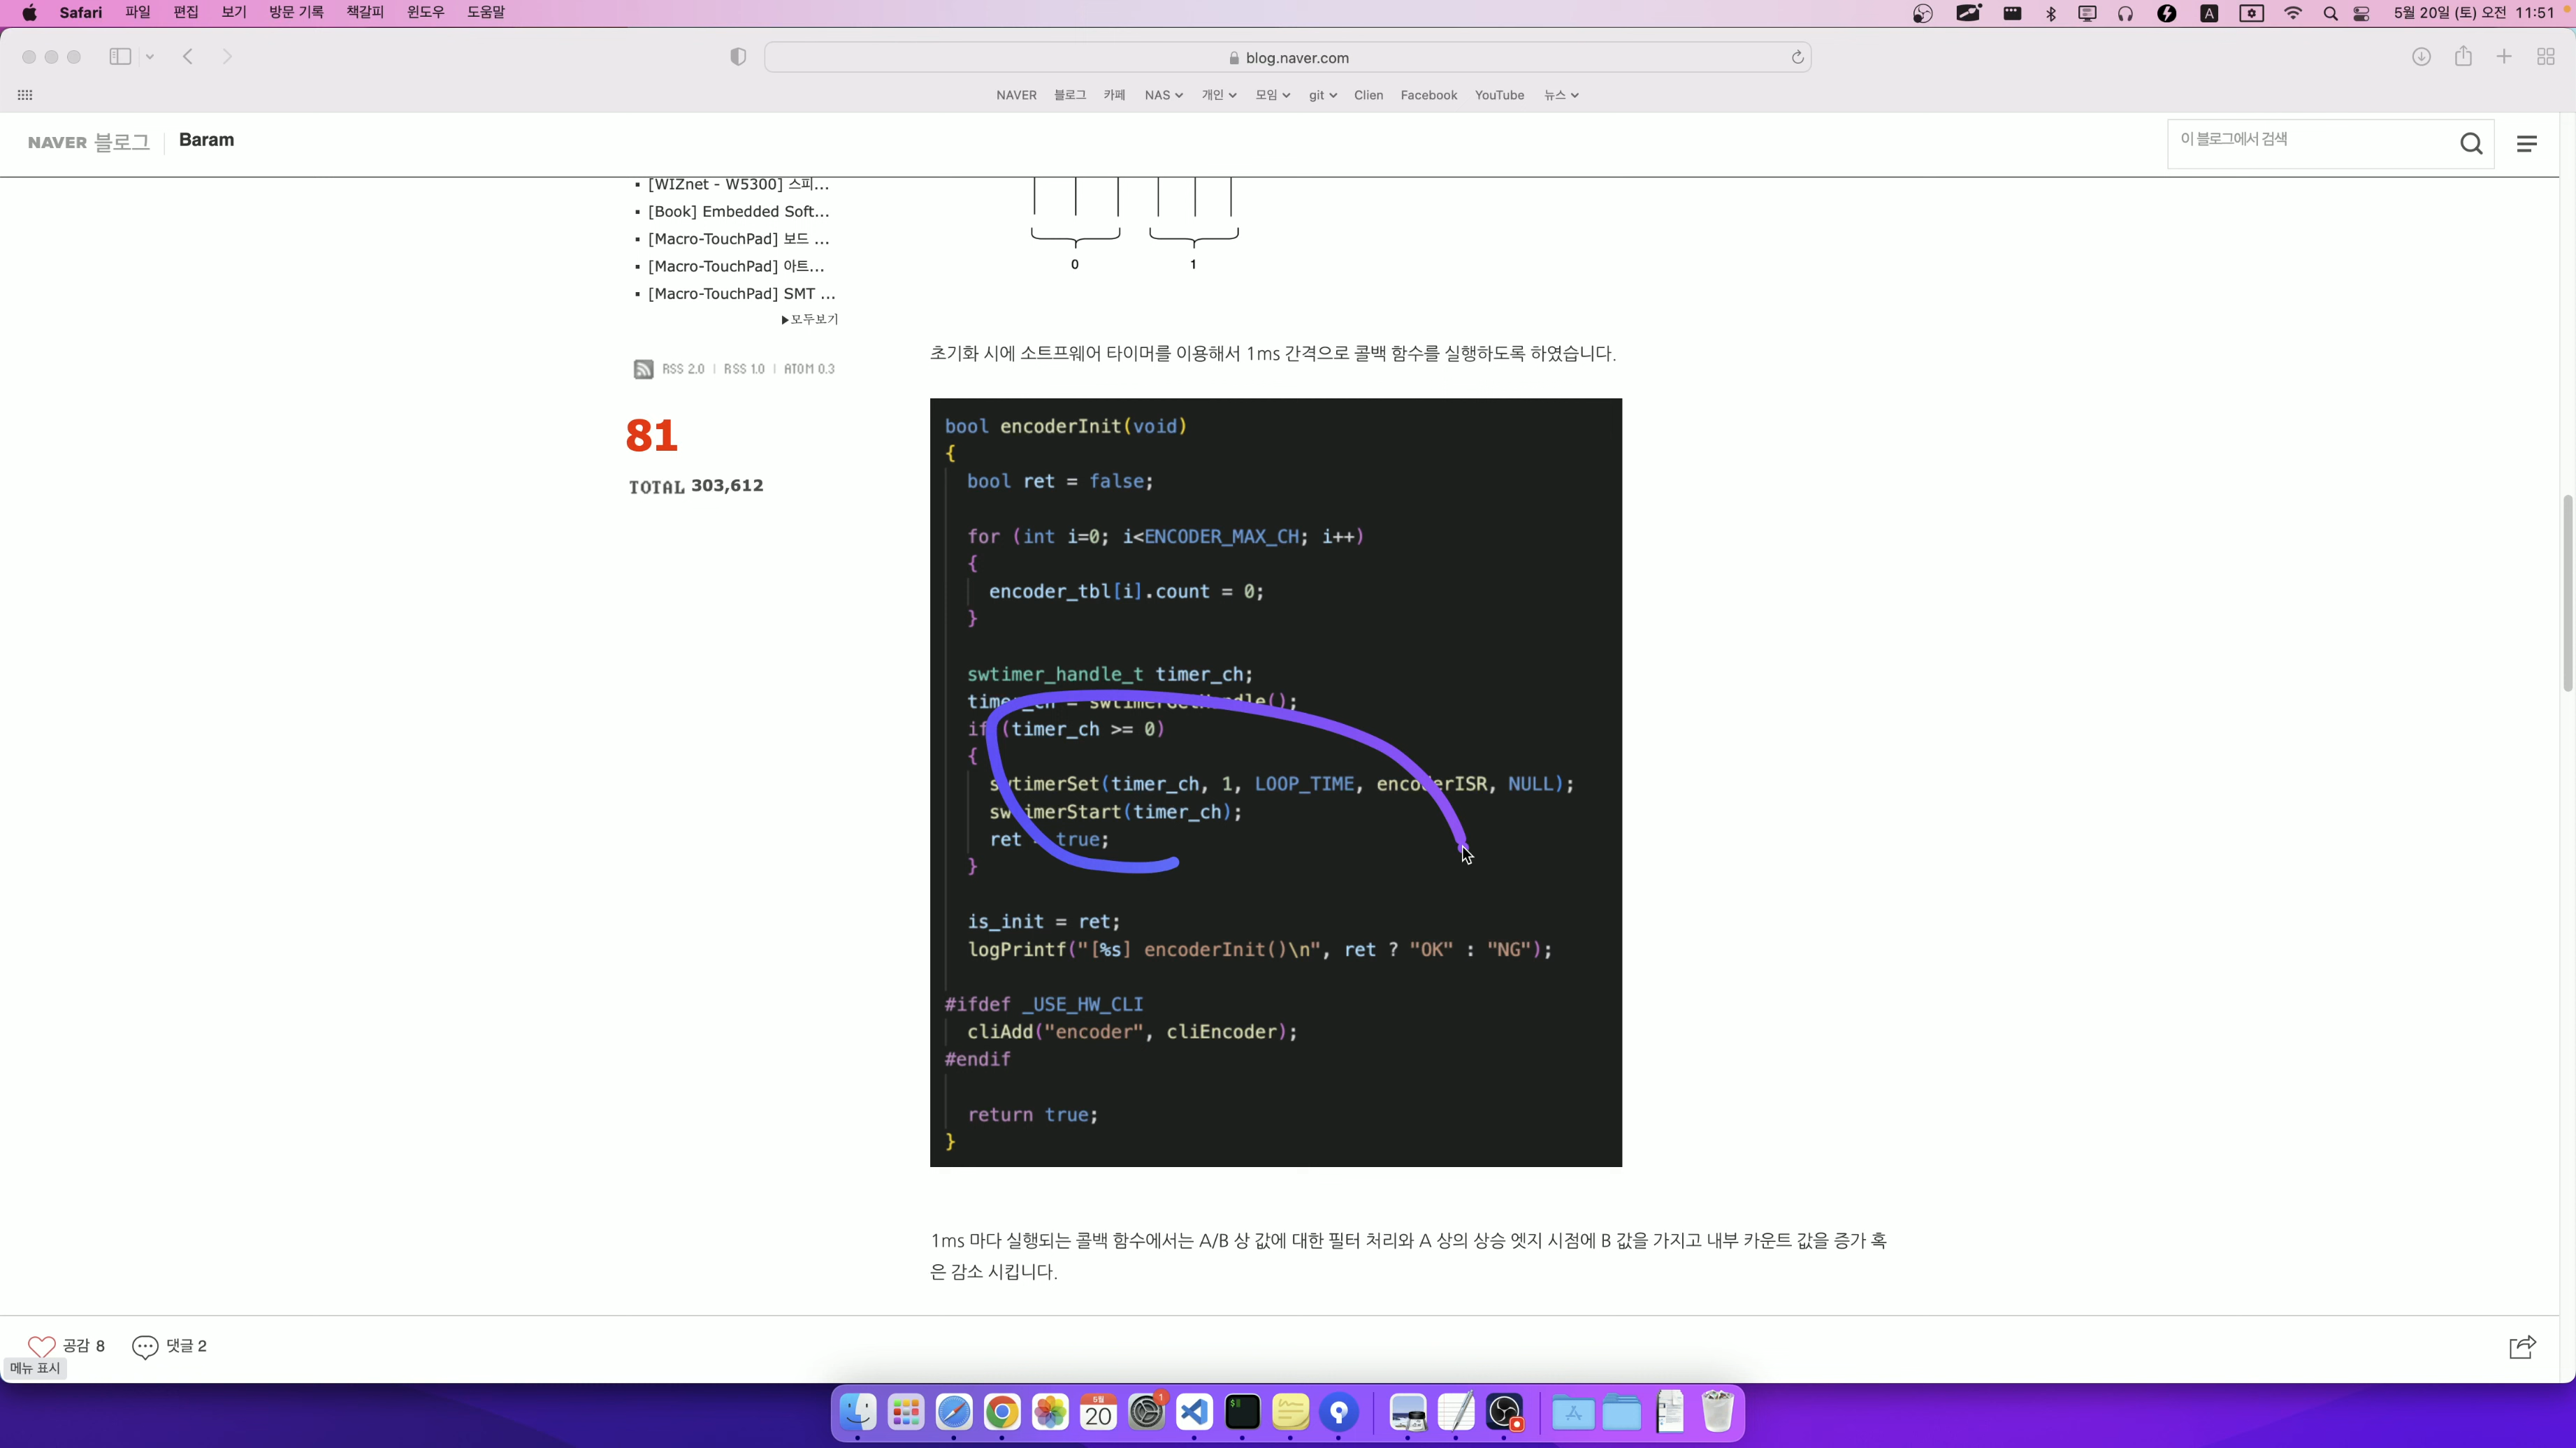 Safari 파일 편집 보기 방문 기록 책갈피 윈도우 도움말
A
5월 20일 (토) 오전 11:51
blog.naver.com
NAVER 블로그 카페 NAS 개인 모임 git Clien Facebook YouTube 뉴스
NAVER 블로그 Baram
이 블로그에서 검색
[WIZnet - W5300] 스피...
[Book] Embedded Soft...
[Macro-TouchPad] 보드 ...
[Macro-TouchPad] 아트...
[Macro-TouchPad] SMT ...
▶모두보기
RSS 2.0 | RSS 1.0 | ATOM 0.3
81
TOTAL 303,612
0 1
초기화 시에 소트프웨어 타이머를 이용해서 1ms 간격으로 콜백 함수를 실행하도록 하였습니다.
bool encoderInit(void)
{
bool ret = false;
for (int i=0; i<ENCODER_MAX_CH; i++)
{
encoder_tbl[i].count = 0;
}
swtimer_handle_t timer_ch;
timer_ch = swtimerGetHandle();
if (timer_ch >= 0)
{
swtimerSet(timer_ch, 1, LOOP_TIME, encoderISR, NULL);
swtimerStart(timer_ch);
ret = true;
}
is_init = ret;
logPrintf("[%s] encoderInit()\n", ret ? "OK" : "NG");
#ifdef _USE_HW_CLI
cliAdd("encoder", cliEncoder);
#endif
return true;
}
1ms 마다 실행되는 콜백 함수에서는 A/B 상 값에 대한 필터 처리와 A 상의 상승 엣지 시점에 B 값을 가지고 내부 카운트 값을 증가 혹
은 감소 시킵니다.
공감 8 댓글 2
메뉴 표시
5월
20
1